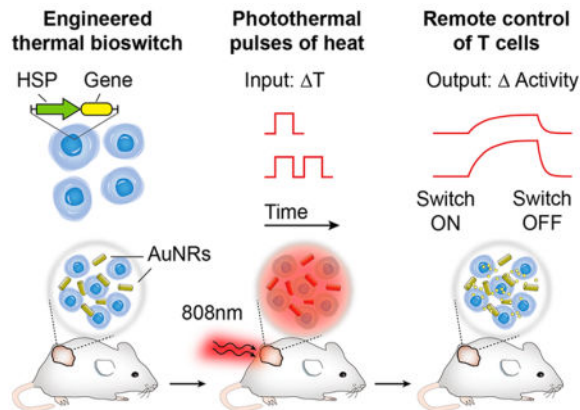 Engineered
thermal bioswitch
HSP Gene
Photothermal
pulses of heat
Input: ΔT
Time
Remote control
of T cells
Output: Δ Activity
Switch
ON
Switch
OFF
AuNRs
808nm